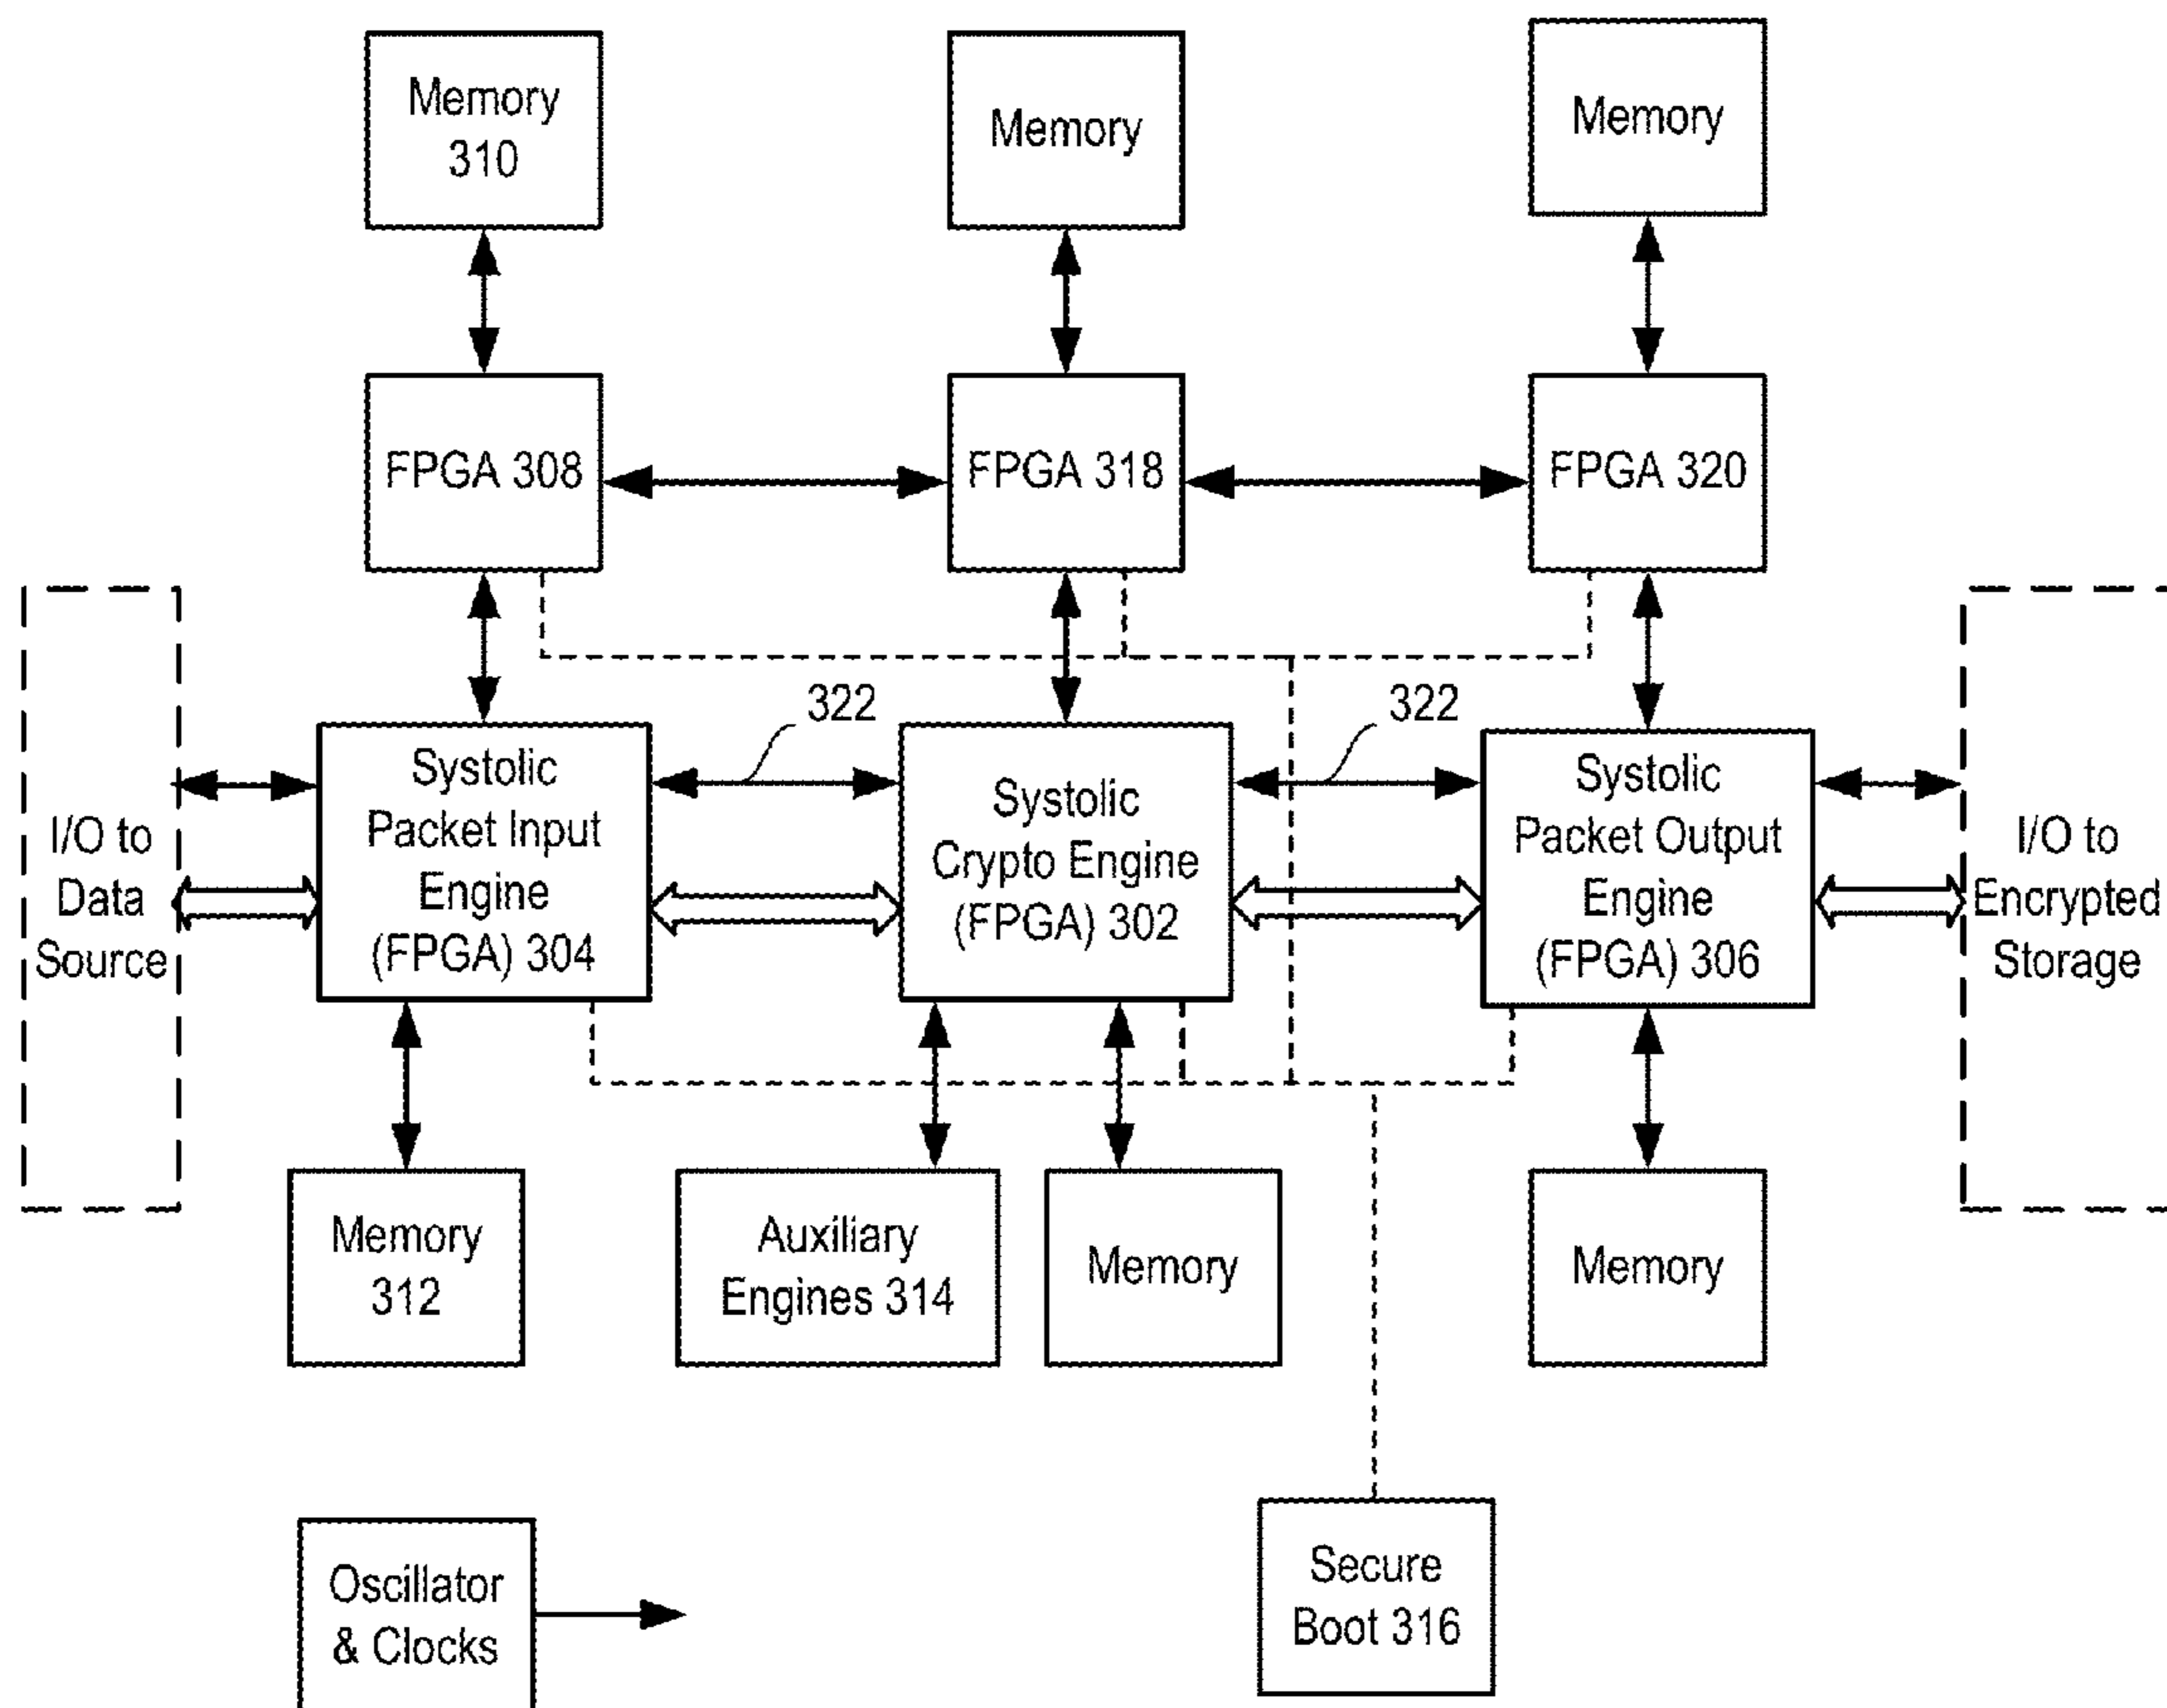 Memory
310
Memory
Memory
FPGA 308
FPGA 318
FPGA 320
322
322
I/O to
Data
Source
Systolic
Packet Input
Engine
(FPGA) 304
Systolic
Crypto Engine
(FPGA) 302
Systolic
Packet Output
Engine
(FPGA) 306
I/O to
Encrypted
Storage
Memory
312
Auxiliary
Engines 314
Memory
Memory
Oscillator
& Clocks
Secure
Boot 316